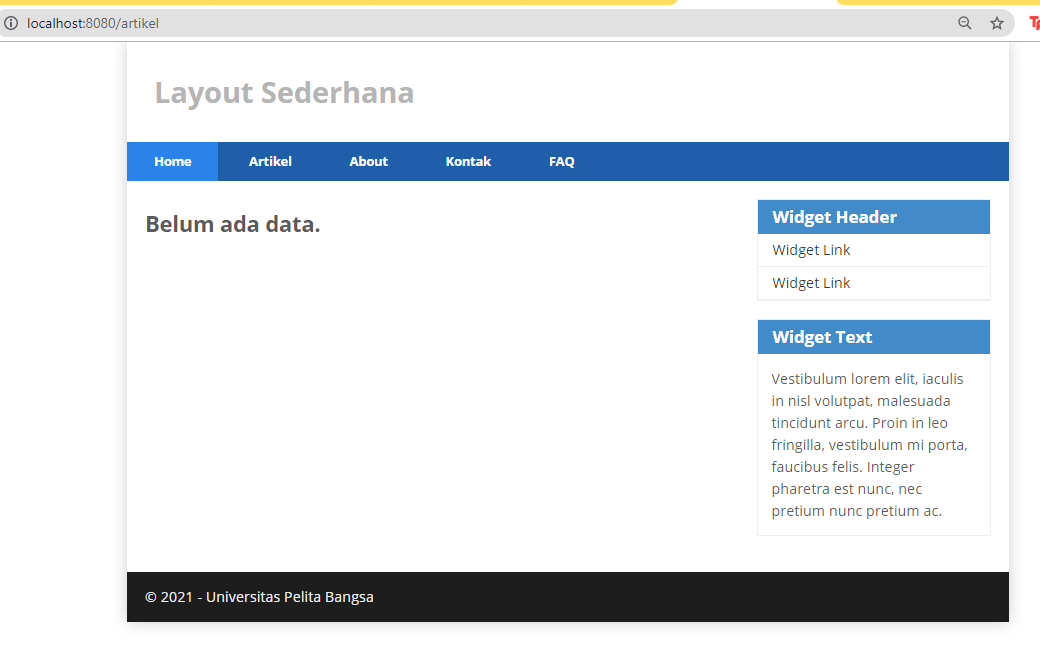 localhost:8080/artikel
Layout Sederhana
Home Artikel About Kontak FAQ
Belum ada data.
Widget Header
Widget Link
Widget Link
Widget Text
Vestibulum lorem elit, iaculis
in nisl volutpat, malesuada
tincidunt arcu. Proin in leo
fringilla, vestibulum mi porta,
faucibus felis. Integer
pharetra est nunc, nec
pretium nunc pretium ac.
© 2021 - Universitas Pelita Bangsa